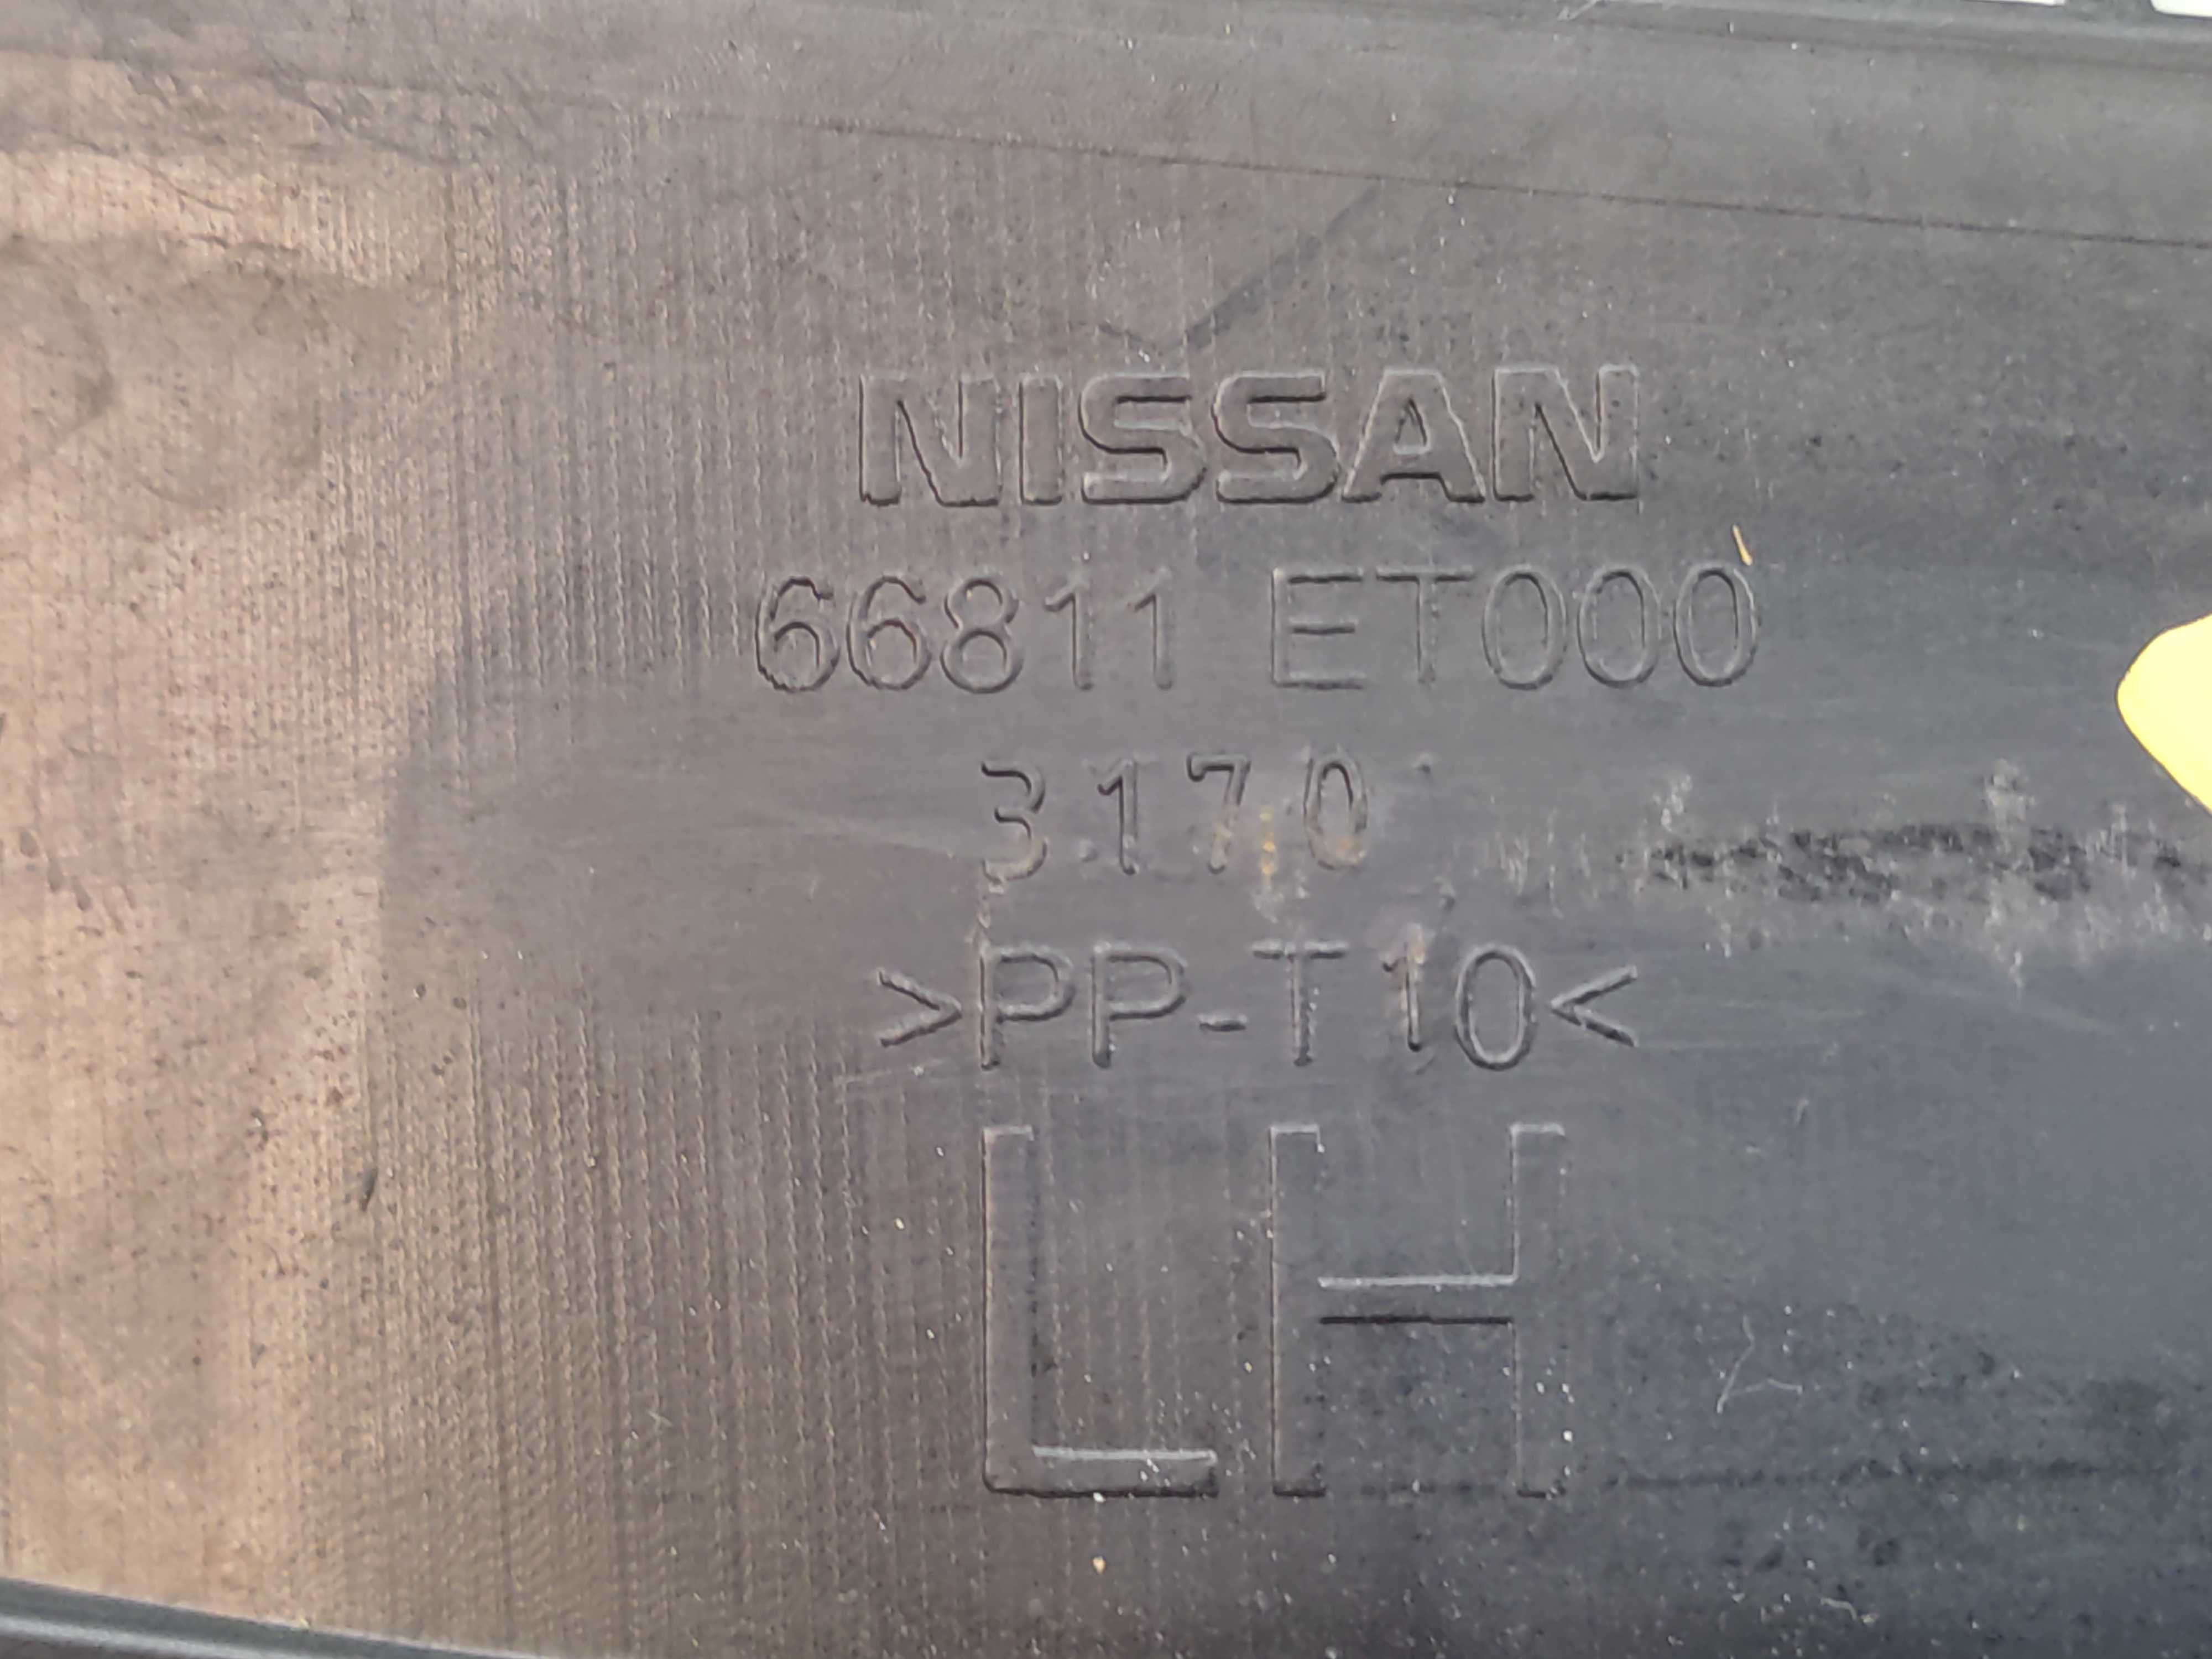 NISSAN
66811 ET000
3170
>PP-T10<
LH